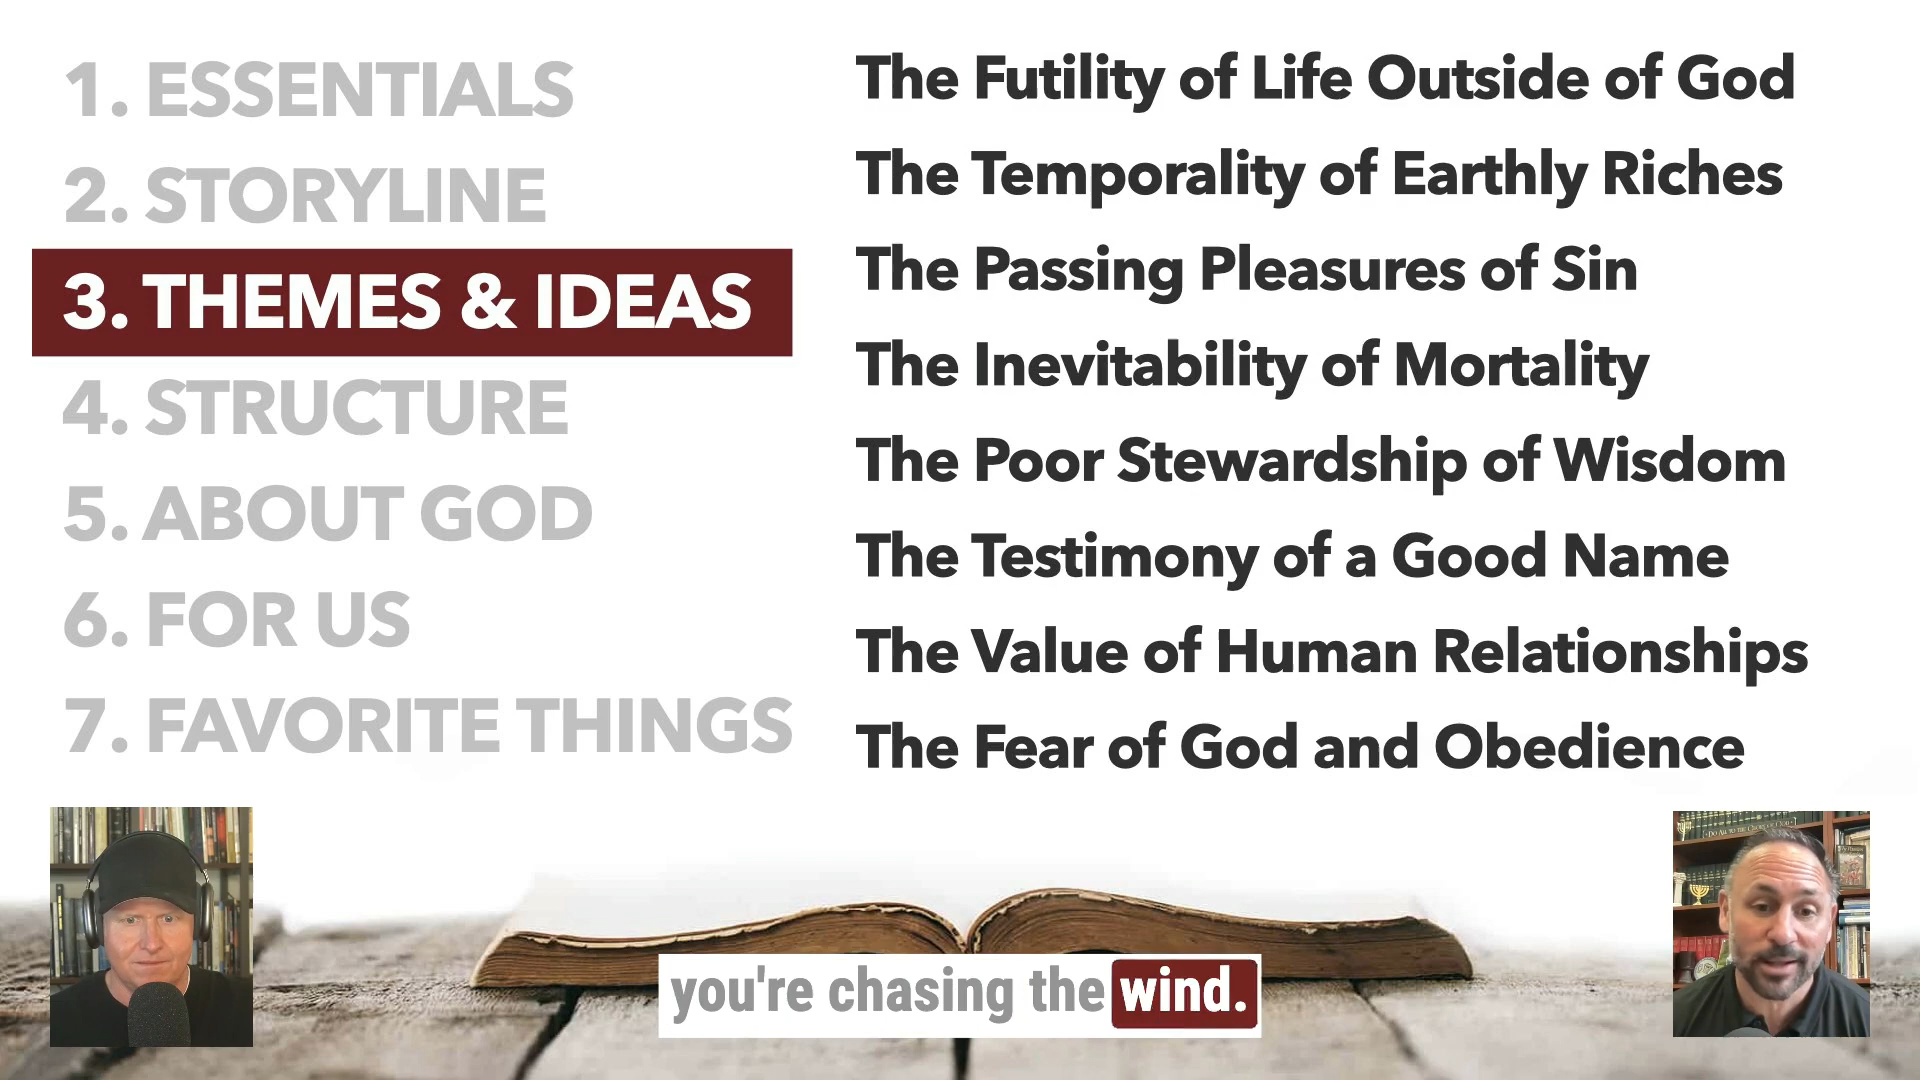 1. ESSENTIALS
2. STORYLINE
3. THEMES & IDEAS
4. STRUCTURE
5. ABOUT GOD
6. FOR US
7. FAVORITE THINGS
The Futility of Life Outside of God
The Temporality of Earthly Riches
The Passing Pleasures of Sin
The Inevitability of Mortality
The Poor Stewardship of Wisdom
The Testimony of a Good Name
The Value of Human Relationships
The Fear of God and Obedience
you're chasing the wind.